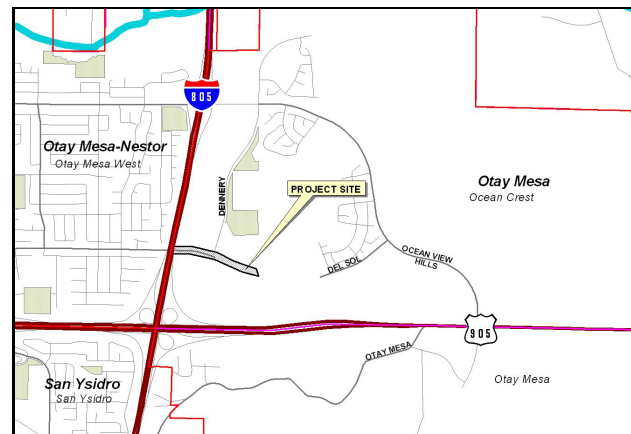 805
Otay Mesa-Nestor
Otay Mesa West
DENNERY
PROJECT SITE
Otay Mesa
Ocean Crest
OCEAN VIEW
HILLS
DEL SOL
905
OTAY MESA
San Ysidro
San Ysidro
Otay Mesa